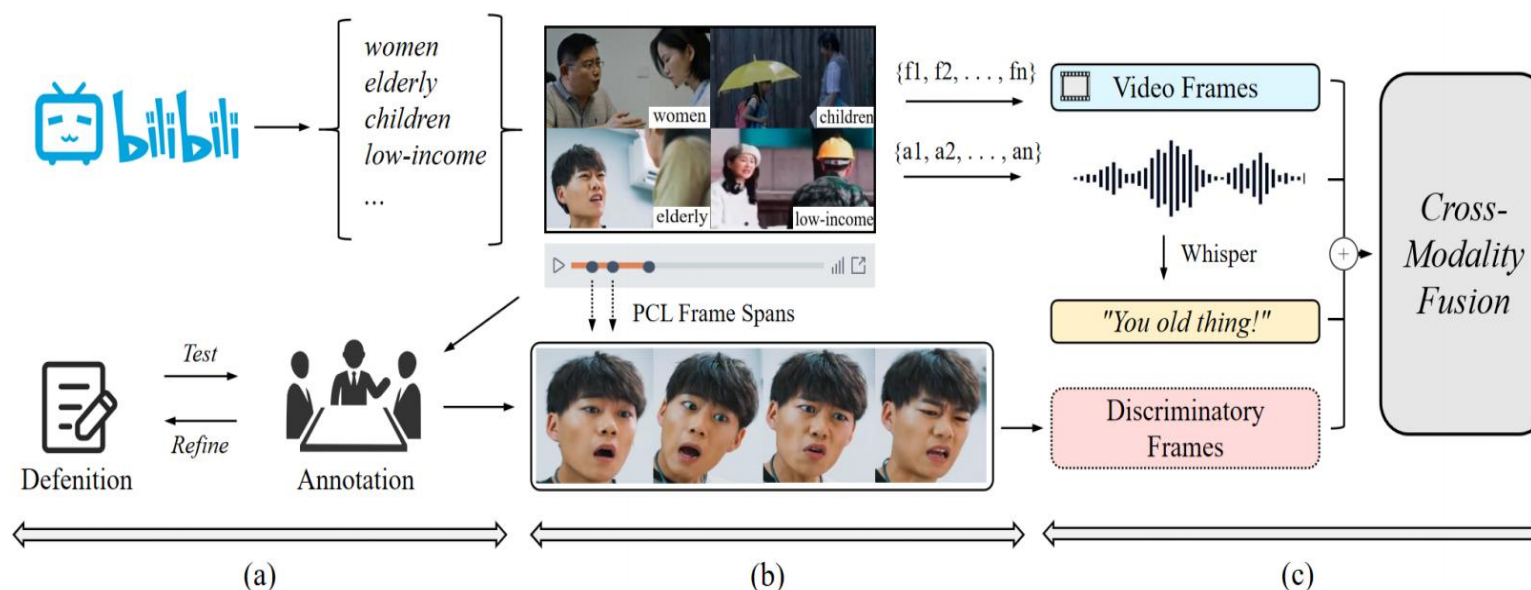 bilibili
women
elderly
children
low-income
...
women
children
elderly
low-income
{f1, f2, . . . , fn}
{a1, a2, . . . , an}
Video Frames
Whisper
"You old thing!"
Discriminatory
Frames
Cross-
Modality
Fusion
+
PCL Frame Spans
Test
Refine
Defenition
Annotation
(a)
(b)
(c)